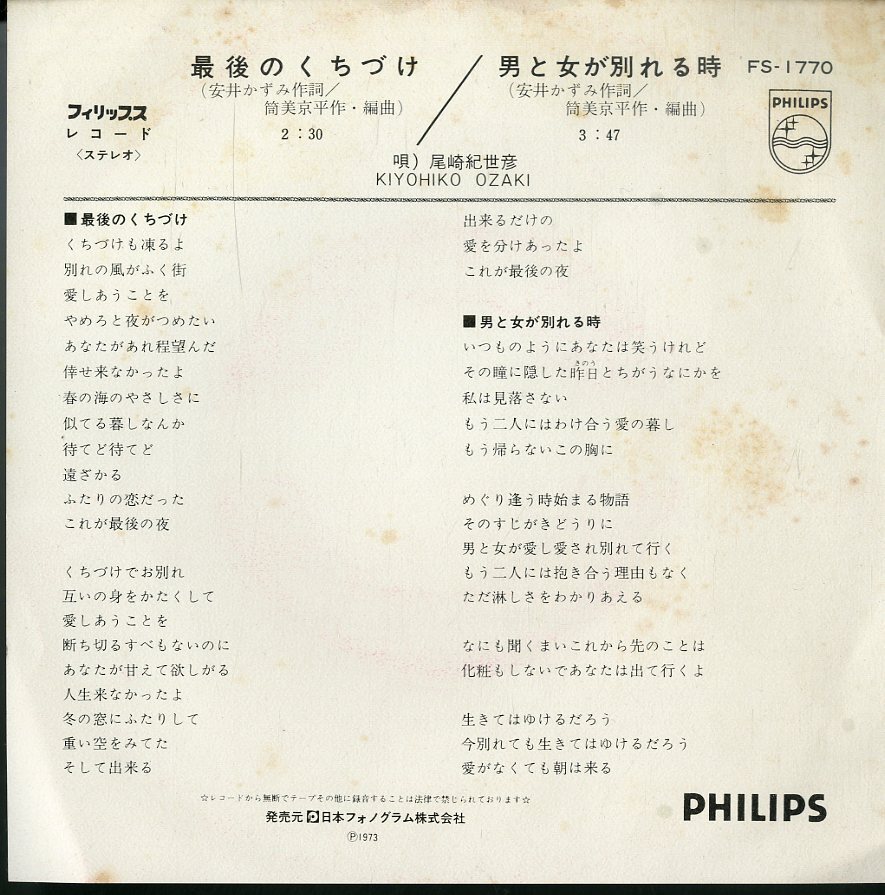 最後のくちづけ
(安井かずみ作詞/
筒美京平作・編曲)
2:30
/
男と女が別れる時
(安井かずみ作詞/
筒美京平作・編曲)
3:47
FS-1770
PHILIPS
フィリップス
レコード
〈ステレオ〉
唄)尾崎紀世彦
KIYOHIKO OZAKI
■最後のくちづけ
くちづけも凍るよ
別れの風がふく街
愛しあうことを
やめろと夜がつめたい
あなたがあれ程望んだ
倖せ来なかったよ
春の海のやさしさに
似てる暮しなんか
待てど待てど
遠ざかる
ふたりの恋だった
これが最後の夜
くちづけでお別れ
互いの身をかたくして
愛しあうことを
断ち切るすべもないのに
あなたが甘えて欲しがる
人生来なかったよ
冬の窓にふたりして
重い空をみてた
そして出来る
出来るだけの
愛を分けあったよ
これが最後の夜
■男と女が別れる時
いつものようにあなたは笑うけれど
きのう
その瞳に隠した昨日とちがうなにかを
私は見落さない
もう二人にはわけ合う愛の暮し
もう帰らないこの胸に
めぐり逢う時始まる物語
そのすじがきどうりに
男と女が愛し愛され別れて行く
もう二人には抱き合う理由もなく
ただ淋しさをわかりあえる
なにも聞くまいこれから先のことは
化粧もしないであなたは出て行くよ
生きてはゆけるだろう
今別れても生きてはゆけるだろう
愛がなくても朝は来る
☆レコードから無断でテープその他に録音することは法律で禁じられております☆
発売元 日本フォノグラム株式会社
Ⓟ1973
PHILIPS